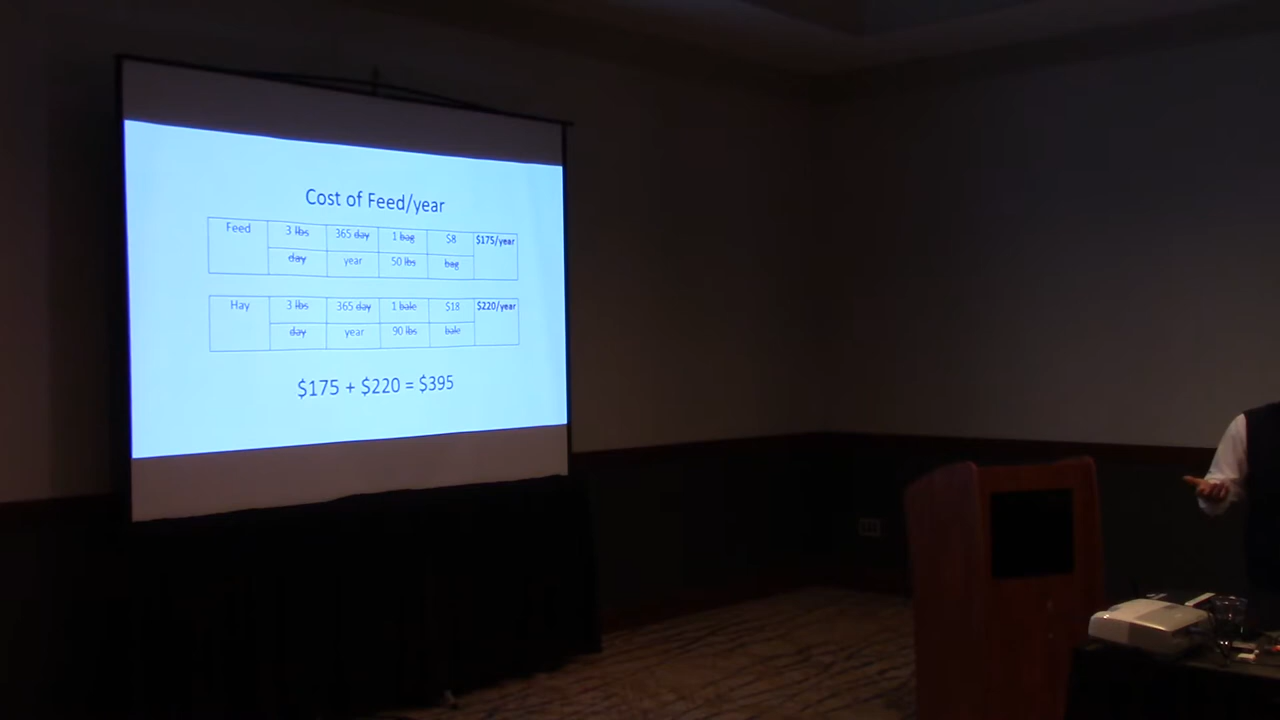 Cost of Feed/year
Feed 3 lbs 365 day 1 bag $8 $175/year
day year 50 lbs bag
Hay 3 lbs 365 day 1 bale $18 $220/year
day year 90 lbs bale
$175 + $220 = $395